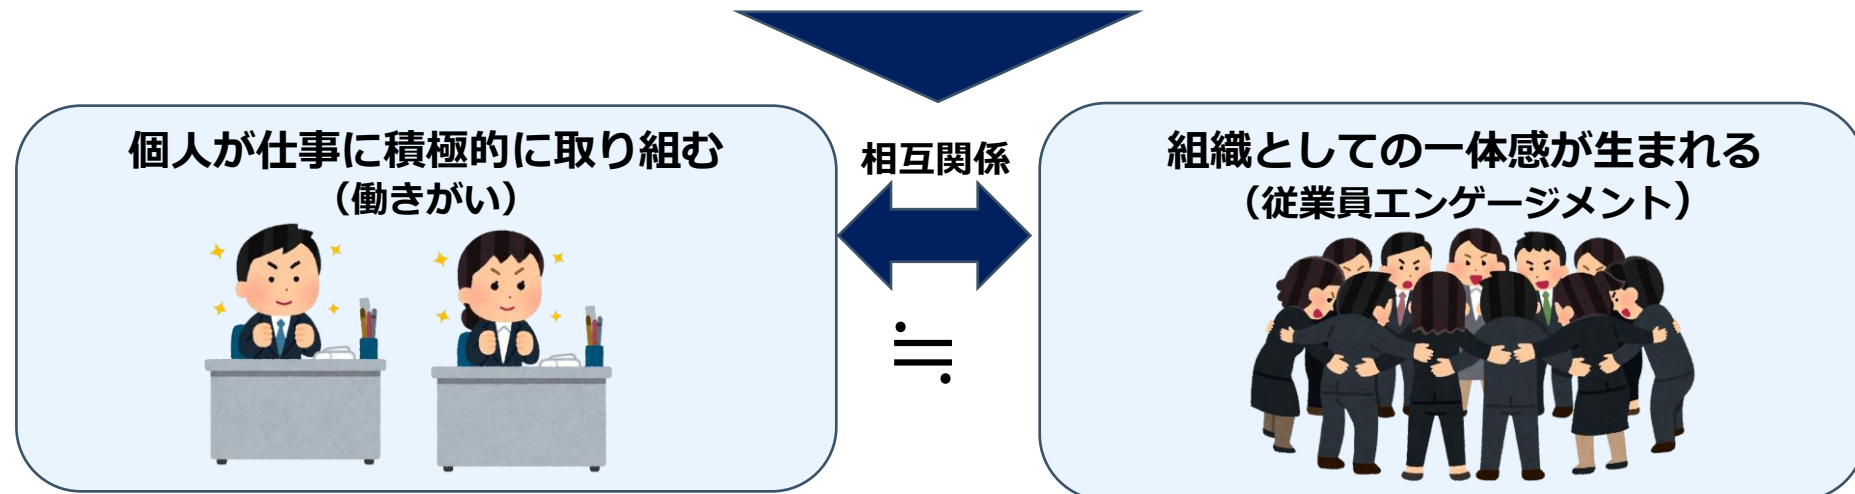 個人が仕事に積極的に取り組む
（働きがい）
相互関係
≒
組織としての一体感が生まれる
（従業員エンゲージメント）